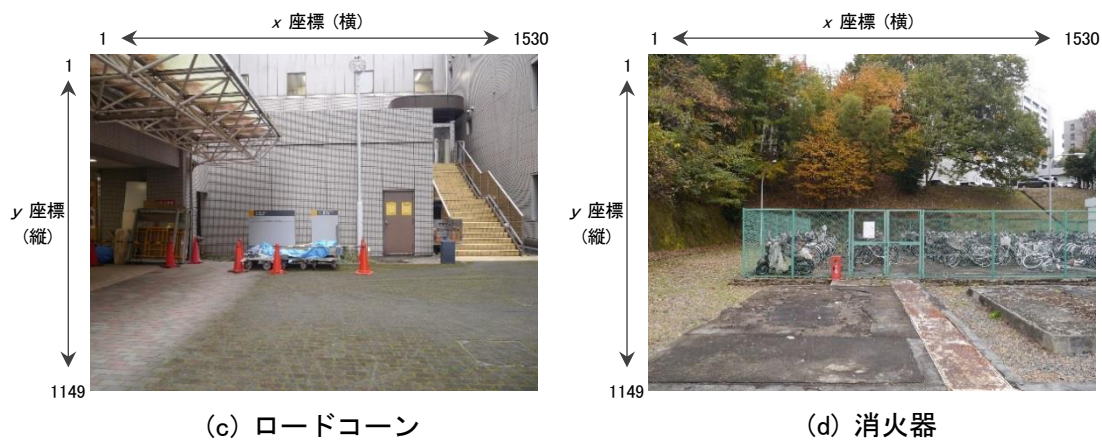 x 座標 (横)
1
1530
1
y 座標
(縦)
1149
(c) ロードコーン
x 座標 (横)
1
1530
1
y 座標
(縦)
1149
(d) 消火器